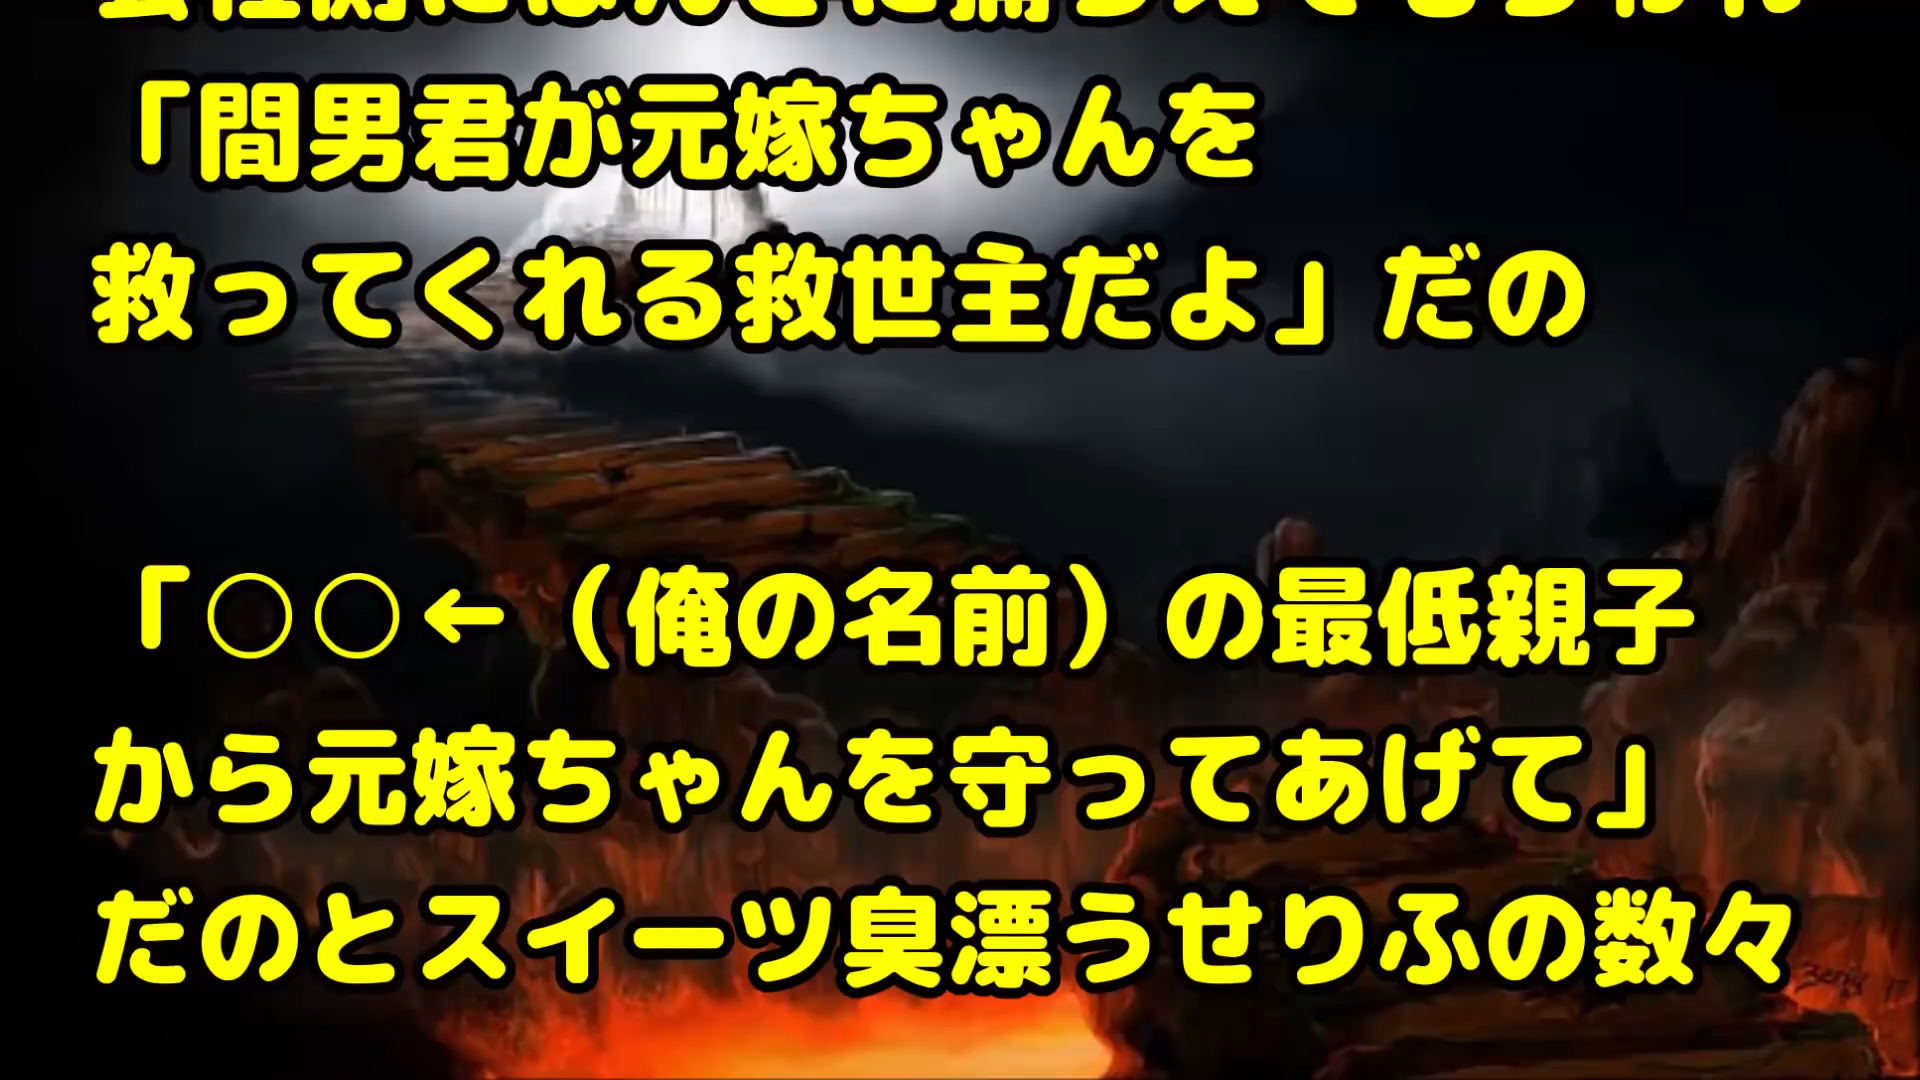 「間男君が元嫁ちゃんを
救ってくれる救世主だよ」だの
「○○←（俺の名前）の最低親子
から元嫁ちゃんを守ってあげて」
だのとスイーツ臭漂うせりふの数々